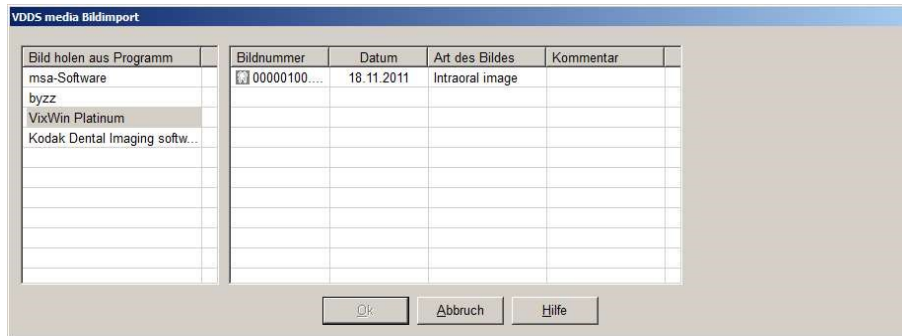 VDDS media Bildimport
Bild holen aus Programm
msa-Software
byzz
VixWin Platinum
Kodak Dental Imaging softw...
Bildnummer Datum Art des Bildes Kommentar
00000100.... 18.11.2011 Intraoral image
Ok Abbruch Hilfe